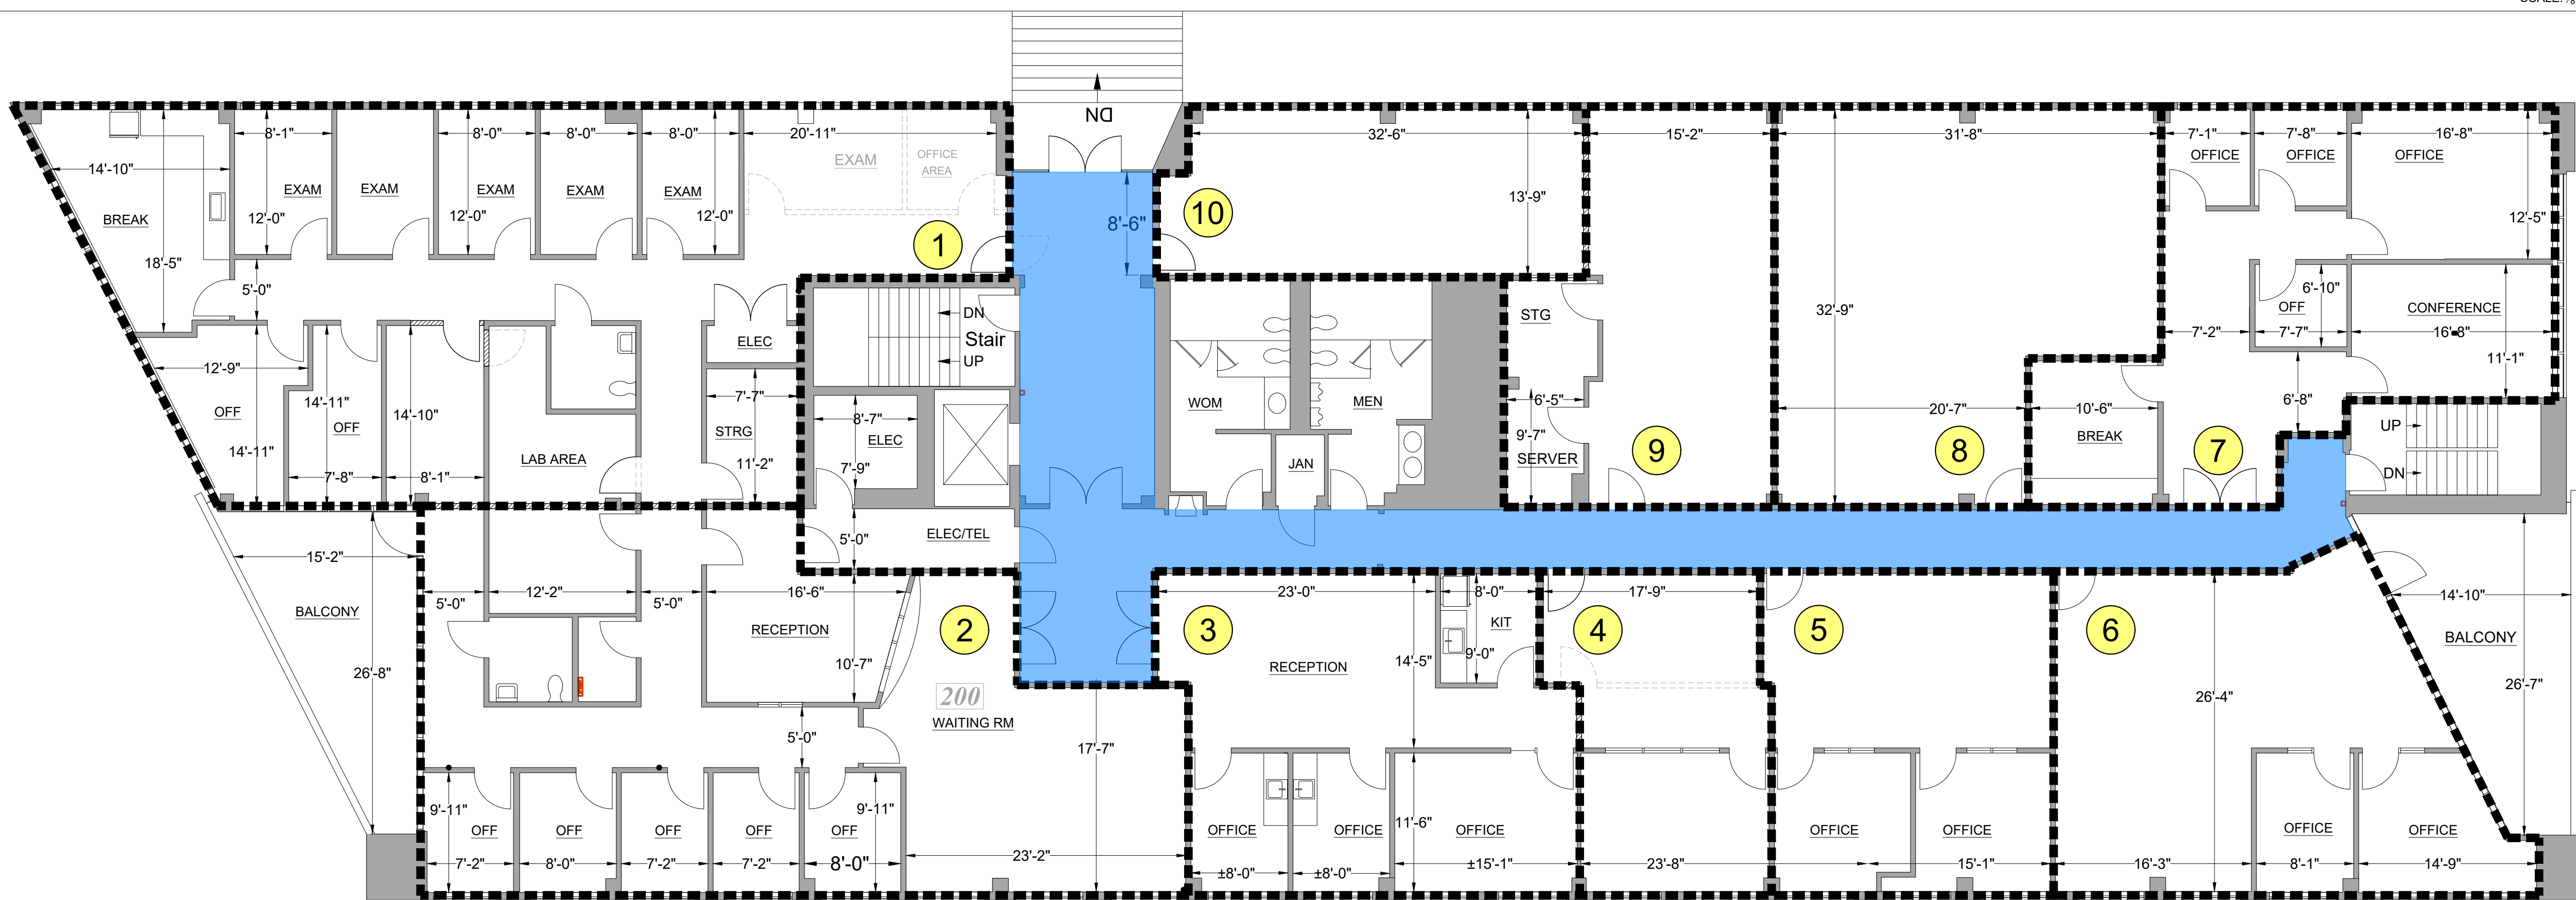 SCALE: ⅛
DN
8'-1"
8'-0"
8'-0"
8'-0"
20'-11"
32'-6"
15'-2"
31'-8"
7'-1"
7'-8"
16'-8"
EXAM
OFFICE
AREA
OFFICE
OFFICE
OFFICE
14'-10"
EXAM
EXAM
EXAM
EXAM
EXAM
BREAK
12'-0"
12'-0"
12'-0"
13'-9"
12'-5"
8'-6"
10
1
18'-5"
5'-0"
6'-10"
DN
Stair
UP
STG
32'-9"
OFF
CONFERENCE
7'-2"
7'-7"
16'-8"
ELEC
11'-1"
12'-9"
7'-7"
6'-5"
20'-7"
10'-6"
6'-8"
OFF
14'-11"
OFF
14'-10"
STRG
8'-7"
ELEC
WOM
MEN
9'-7"
BREAK
UP
14'-11"
LAB AREA
11'-2"
7'-9"
JAN
SERVER
9
8
7
DN
7'-8"
8'-1"
5'-0"
ELEC/TEL
15'-2"
5'-0"
12'-2"
5'-0"
16'-6"
23'-0"
8'-0"
17'-9"
14'-10"
BALCONY
RECEPTION
2
3
KIT
4
5
6
BALCONY
26'-8"
10'-7"
RECEPTION
14'-5"
9'-0"
26'-4"
26'-7"
200
WAITING RM
5'-0"
17'-7"
9'-11"
9'-11"
OFF
OFF
OFF
OFF
OFF
OFFICE
OFFICE
11'-6"
OFFICE
OFFICE
OFFICE
OFFICE
OFFICE
7'-2"
8'-0"
7'-2"
7'-2"
8'-0"
23'-2"
±8'-0"
±8'-0"
±15'-1"
23'-8"
15'-1"
16'-3"
8'-1"
14'-9"